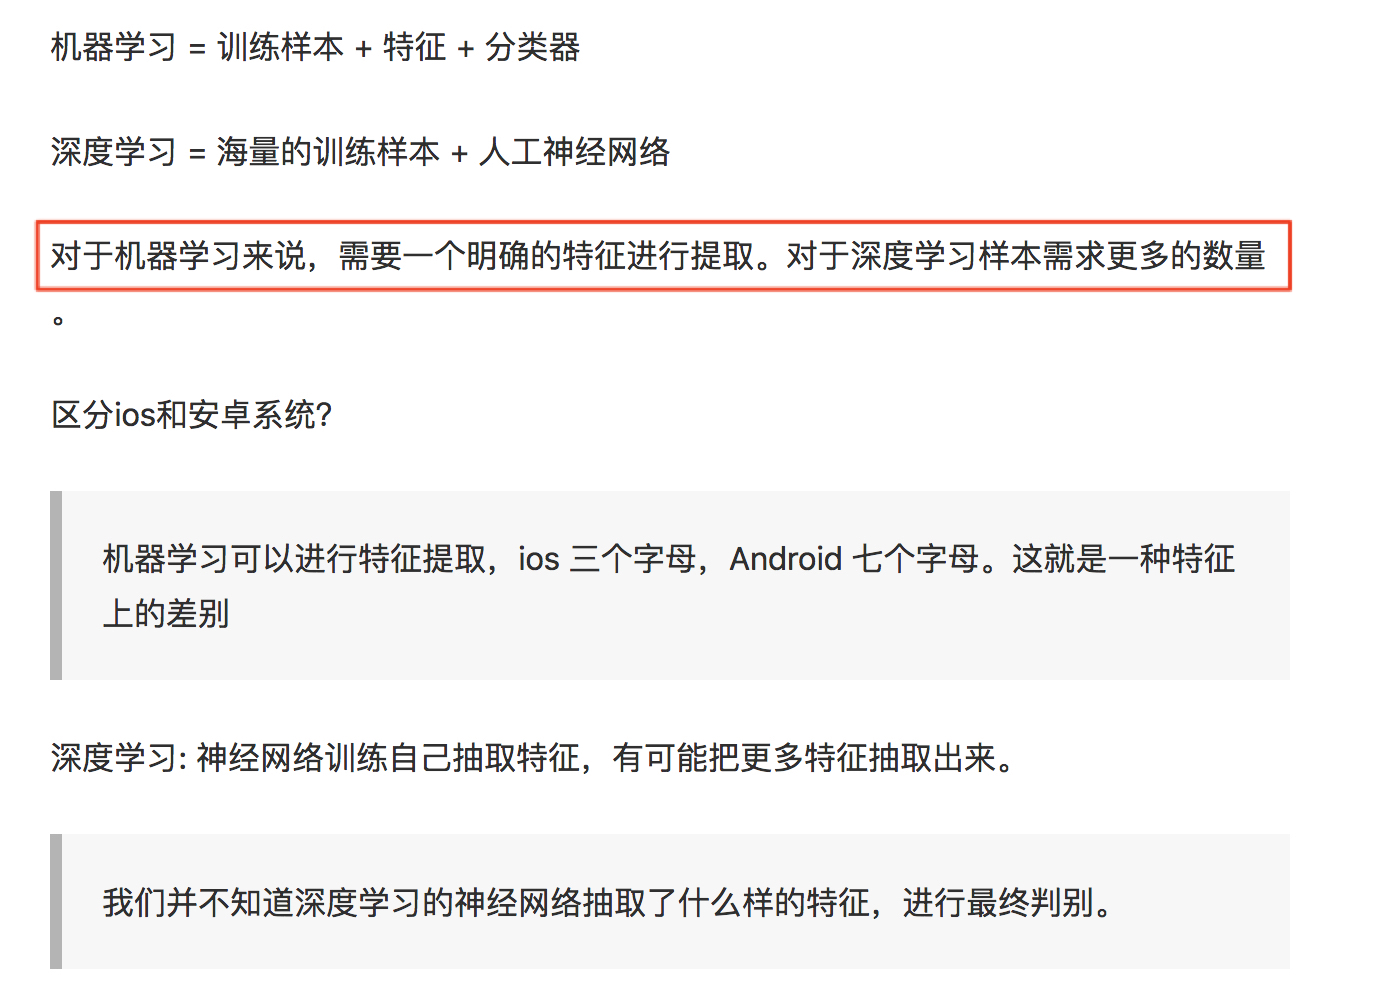 机器学习 = 训练样本 + 特征 + 分类器
深度学习 = 海量的训练样本 + 人工神经网络
对于机器学习来说，需要一个明确的特征进行提取。对于深度学习样本需求更多的数量
。
区分ios和安卓系统?
机器学习可以进行特征提取，ios 三个字母，Android 七个字母。这就是一种特征
上的差别
深度学习: 神经网络训练自己抽取特征，有可能把更多特征抽取出来。
我们并不知道深度学习的神经网络抽取了什么样的特征，进行最终判别。